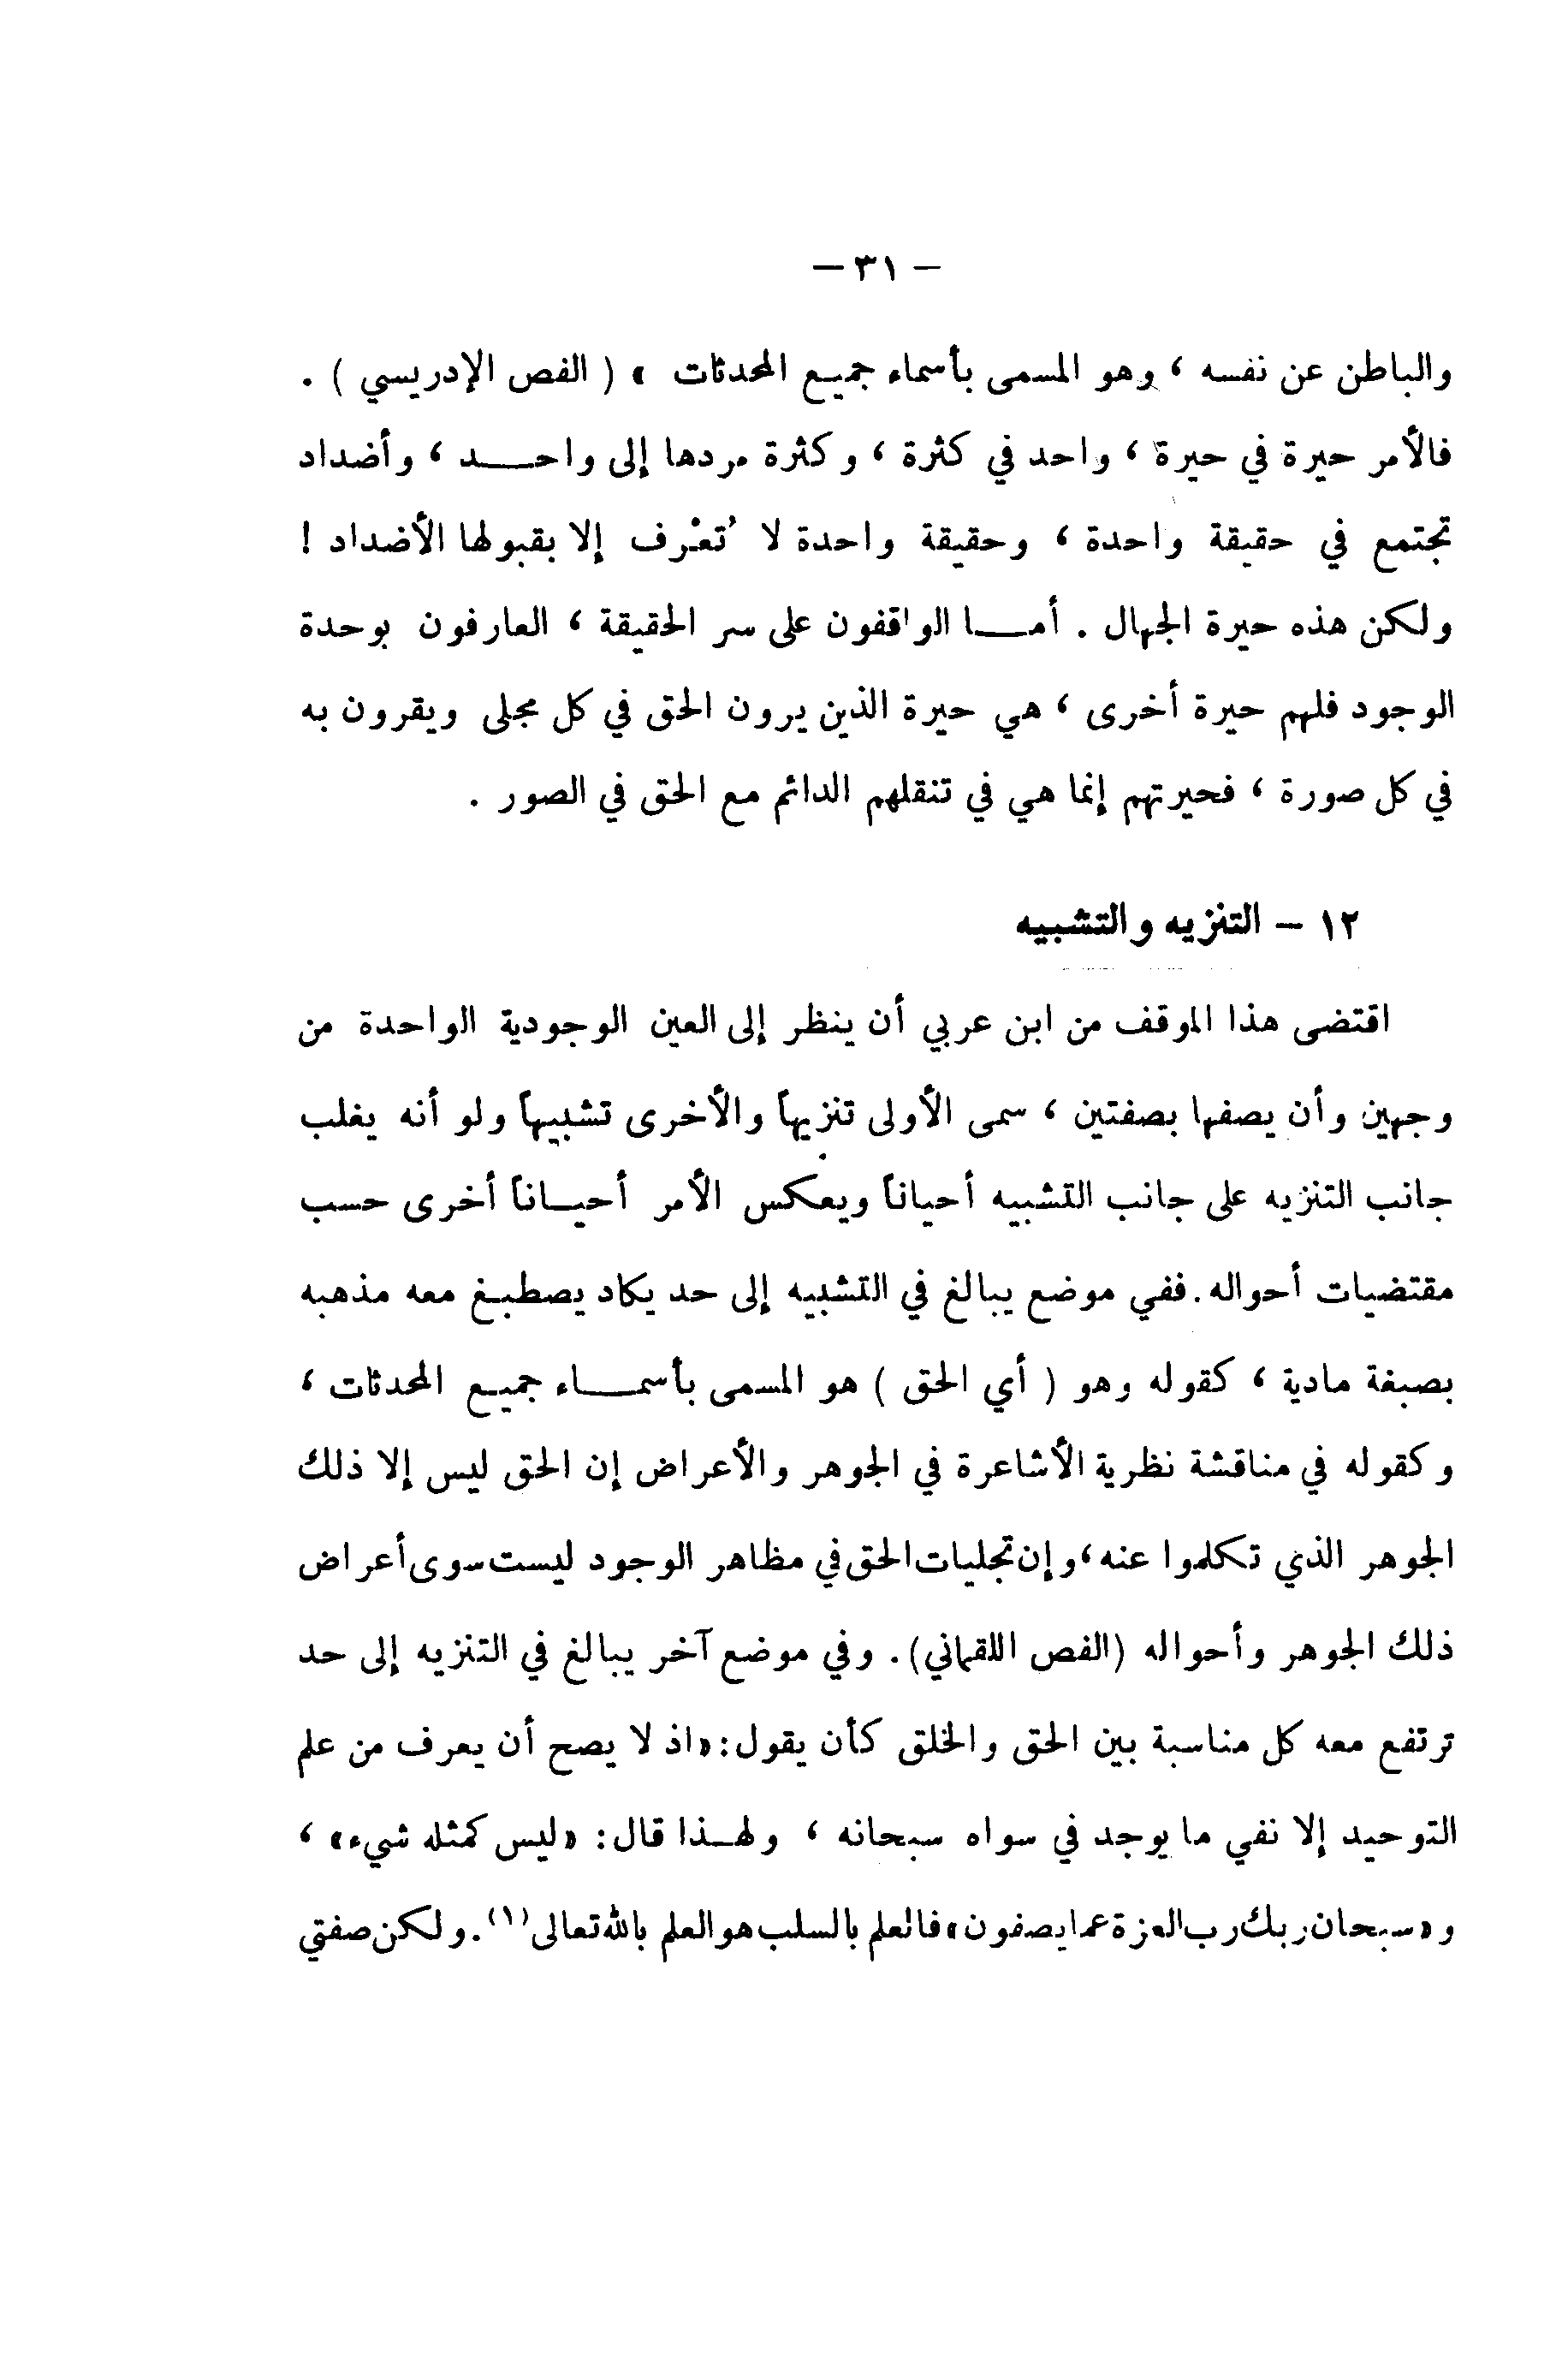 — ٣١ —
والباطن عن نفسه ، وهو المسمى بأسماء جميع المحدثات » ( الفص الإدريسي ) .
فالأمر حيرة في حيرة ، واحد في كثرة ، وكثرة مردها إلى واحـــد ، وأضداد
تجتمع في حقيقة واحدة ، وحقيقة واحدة لا تُعْرف إلا بقبولها الأضداد !
ولكن هذه حيرة الجهال . أمـــا الواقفون على سر الحقيقة ، العارفون بوحدة
الوجود فلهم حيرة أخرى ، هي حيرة الذين يرون الحق في كل مجلى ويقرون به
في كل صورة ، فحيرتهم إنما هي في تنقلهم الدائم مع الحق في الصور .
١٢ – التنزيه والتشبيه
اقتضى هذا الموقف من ابن عربي أن ينظر إلى العين الوجودية الواحدة من
وجهين وأن يصفها بصفتين ، سمى الأولى تنزيهاً والأخرى تشبيهاً ولو أنه يغلب
جانب التنزيه على جانب التشبيه أحياناً ويعكس الأمر أحيــاناً أخرى حسب
مقتضيات أحواله. ففي موضع يبالغ في التشبيه إلى حد يكاد يصطبـغ معه مذهبه
بصبغة مادية ، كقوله وهو ( أي الحق ) هو المسمى بأسمـــاء جميـع المحدثات ،
وكقوله في مناقشة نظرية الأشاعرة في الجوهر والأعراض إن الحق ليس إلا ذلك
الجوهر الذي تكلموا عنه، وإن تجليات الحق في مظاهر الوجود ليست سوى أعراض
ذلك الجوهر وأحواله (الفص اللقماني). وفي موضع آخر يبالغ في التنزيه إلى حد
ترتفع معه كل مناسبة بين الحق والخلق كأن يقول: «اذ لا يصح أن يعرف من علم
التوحيد إلا نفي ما يوجد في سواه سبحانه ، ولهـذا قال: «ليس كمثله شيء» ،
و «سبحان ربك رب العزة عما يصفون» فالعلم بالسلب هو العلم بالله تعالى(١). ولكن صفتي